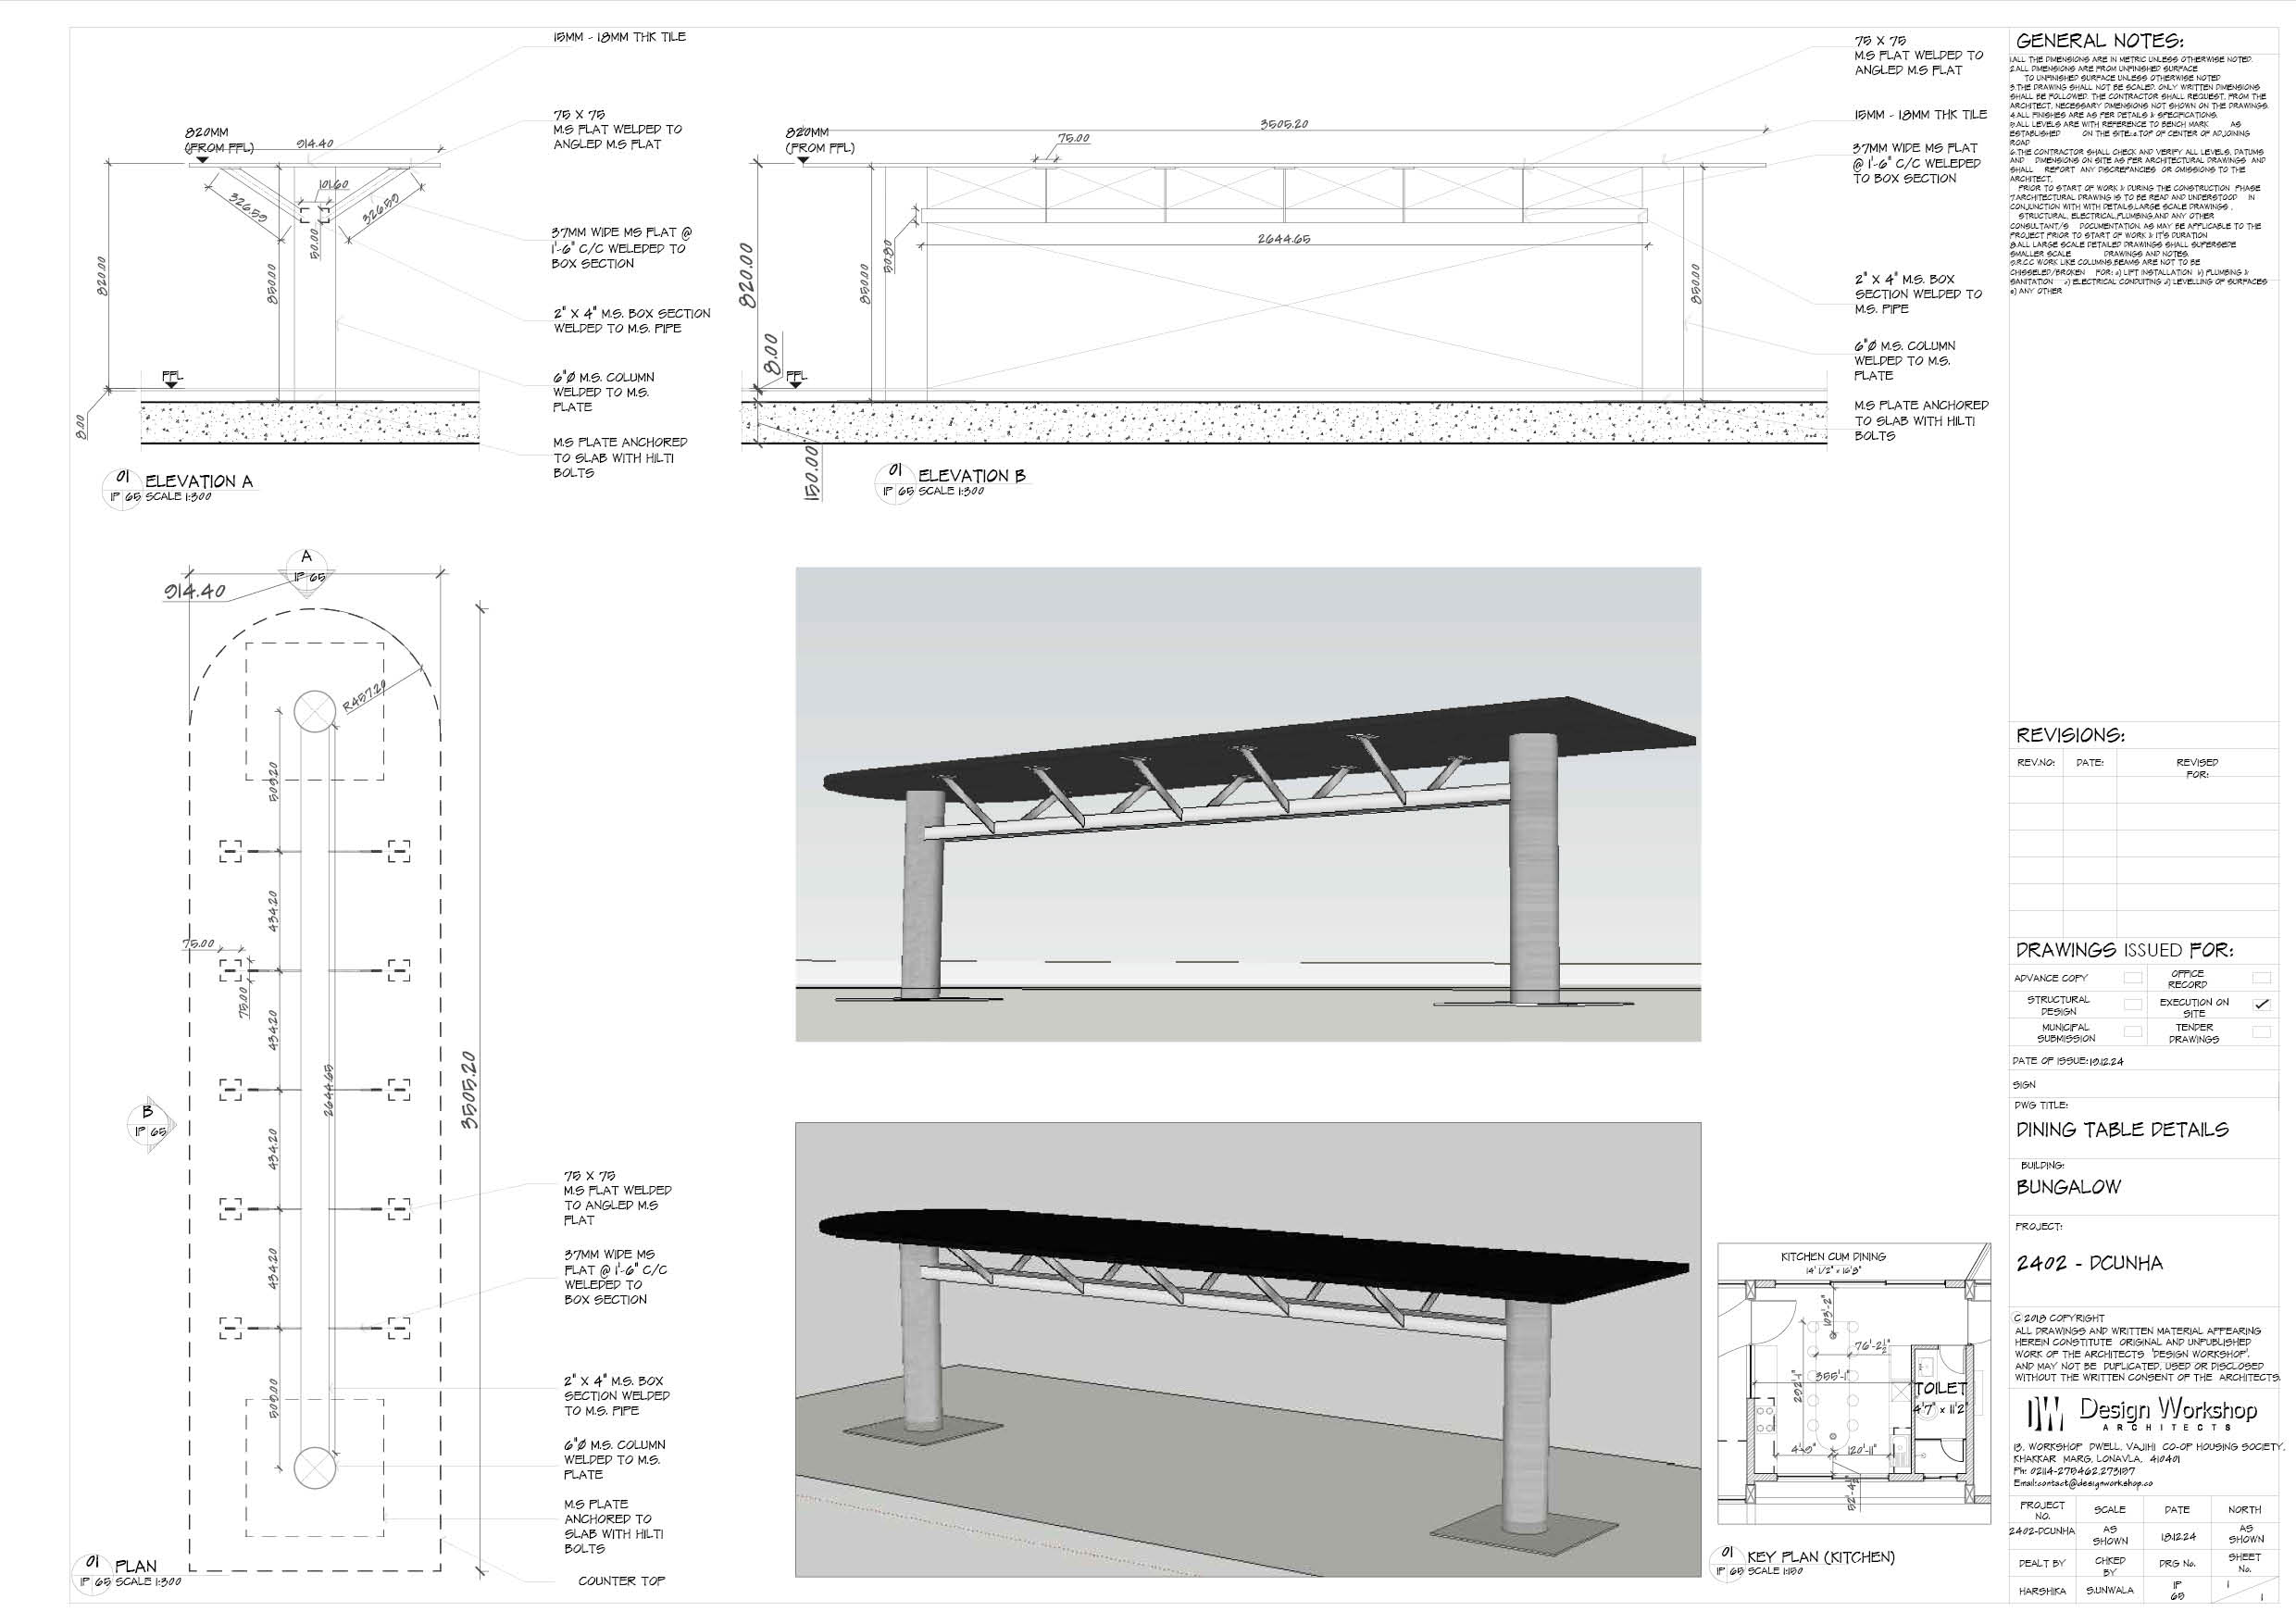 15MM - 18MM THK TILE
75 X 75
M.S FLAT WELDED TO
ANGLED M.S FLAT
820MM
(FROM FFL)
914.40
101.60
326.59
326.59
50.00
850.00
820.00
FFL
8.00
37MM WIDE MS FLAT @
1'-6" C/C WELEDED TO
BOX SECTION
2" X 4" M.S. BOX SECTION
WELDED TO M.S. PIPE
6"Ø M.S. COLUMN
WELDED TO M.S.
PLATE
M.S PLATE ANCHORED
TO SLAB WITH HILTI
BOLTS
01
IP 65
ELEVATION A
SCALE 1:300
820MM
(FROM FFL)
3505.20
75.00
2644.65
50.80
850.00
850.00
820.00
8.00
FFL
150.00
75 X 75
M.S FLAT WELDED TO
ANGLED M.S FLAT
15MM - 18MM THK TILE
37MM WIDE MS FLAT
@ 1'-6" C/C WELEDED
TO BOX SECTION
2" X 4" M.S. BOX
SECTION WELDED TO
M.S. PIPE
6"Ø M.S. COLUMN
WELDED TO M.S.
PLATE
M.S PLATE ANCHORED
TO SLAB WITH HILTI
BOLTS
01
IP 65
ELEVATION B
SCALE 1:300
A
IP 65
914.40
R457.20
509.20
434.20
75.00
75.00
434.20
434.20
434.20
509.00
2644.65
3505.20
B
IP 65
75 X 75
M.S FLAT WELDED
TO ANGLED M.S
FLAT
37MM WIDE MS
FLAT @ 1'-6" C/C
WELEDED TO
BOX SECTION
2" X 4" M.S. BOX
SECTION WELDED
TO M.S. PIPE
6"Ø M.S. COLUMN
WELDED TO M.S.
PLATE
M.S PLATE
ANCHORED TO
SLAB WITH HILTI
BOLTS
COUNTER TOP
01
IP 65
PLAN
SCALE 1:300
KITCHEN CUM DINING
14' 1/2" x 16'3"
103'-2"
76'-2½"
355'-1"
292'-1"
TOILET
4'7" x 11'2"
120'-11"
01
IP 65
KEY PLAN (KITCHEN)
SCALE 1:150
GENERAL NOTES:
1.ALL THE DIMENSIONS ARE IN METRIC UNLESS OTHERWISE NOTED.
2.ALL DIMENSIONS ARE FROM UNFINISHED SURFACE
TO UNFINISHED SURFACE UNLESS OTHERWISE NOTED
3.THE DRAWING SHALL NOT BE SCALED. ONLY WRITTEN DIMENSIONS
SHALL BE FOLLOWED. THE CONTRACTOR SHALL REQUEST, FROM THE
ARCHITECT, NECESSARY DIMENSIONS NOT SHOWN ON THE DRAWINGS.
4.ALL FINISHES ARE AS PER DETAILS & SPECIFICATIONS.
5.ALL LEVELS ARE WITH REFERENCE TO BENCH MARK AS
ESTABLISHED ON THE SITE:TOP OF CENTER OF ADJOINING
ROAD
6.THE CONTRACTOR SHALL CHECK AND VERIFY ALL LEVELS, DATUMS
AND DIMENSIONS ON SITE AS PER ARCHITECTURAL DRAWINGS AND
SHALL REPORT ANY DISCREPANCIES OR OMISSIONS TO THE
ARCHITECT,
PRIOR TO START OF WORK & DURING THE CONSTRUCTION PHASE
7.ARCHITECTURAL DRAWING IS TO BE READ AND UNDERSTOOD IN
CONJUNCTION WITH WITH DETAILS,LARGE SCALE DRAWINGS ,
STRUCTURAL, ELECTRICAL,PLUMBING,AND ANY OTHER
CONSULTANT/S DOCUMENTATION, AS MAY BE APPLICABLE TO THE
PROJECT PRIOR TO START OF WORK & IT'S DURATION
8.ALL LARGE SCALE DETAILED DRAWINGS SHALL SUPERSEDE
SMALLER SCALE DRAWINGS AND NOTES.
9.R.CC WORK LIKE COLUMNS,BEAMS ARE NOT TO BE
CHISSELED/BROKEN FOR: a) LIFT INSTALLATION b) PLUMBING &
SANITATION c) ELECTRICAL CONDUITING d) LEVELLING OF SURFACES
e) ANY OTHER
REVISIONS:
REV.NO:
DATE:
REVISED
FOR:
DRAWINGS ISSUED FOR:
ADVANCE COPY
OFFICE
RECORD
STRUCTURAL
DESIGN
EXECUTION ON
SITE
MUNICIPAL
SUBMISSION
TENDER
DRAWINGS
DATE OF ISSUE:19.12.24
SIGN
DWG TITLE:
DINING TABLE DETAILS
BUILDING:
BUNGALOW
PROJECT:
2402 - DCUNHA
© 2018 COPYRIGHT
ALL DRAWINGS AND WRITTEN MATERIAL APPEARING
HEREIN CONSTITUTE ORIGINAL AND UNPUBLISHED
WORK OF THE ARCHITECTS 'DESIGN WORKSHOP'.
AND MAY NOT BE DUPLICATED, USED OR DISCLOSED
WITHOUT THE WRITTEN CONSENT OF THE ARCHITECTS.
DW Design Workshop
ARCHITECTS
13, WORKSHOP DWELL, VAJIHI CO-OP HOUSING SOCIETY,
KHAKKAR MARG, LONAVLA, 410401
Ph: 02114-279462,273197
Email:contact@designworkshop.co
PROJECT
NO.
SCALE
DATE
NORTH
2402-DCUNHA
AS
SHOWN
19.12.24
AS
SHOWN
DEALT BY
CHKED
BY
DRG No.
SHEET
No.
HARSHIKA
S.UNWALA
IP
65
1
1